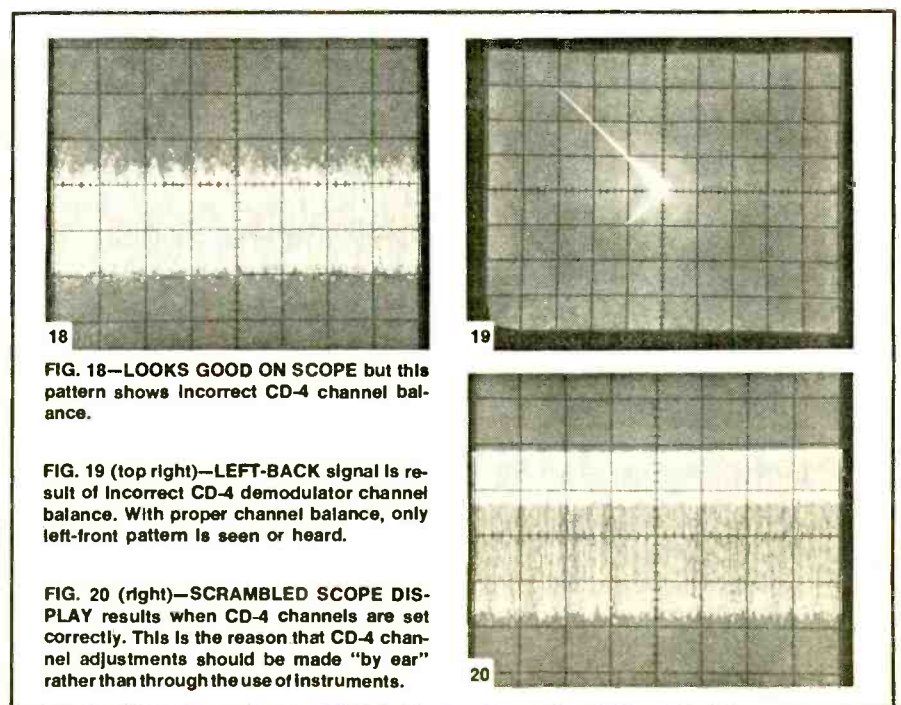 18
FIG. 18—LOOKS GOOD ON SCOPE but this
pattern shows incorrect CD-4 channel bal-
ance.
19
FIG. 19 (top right)—LEFT-BACK signal is re-
sult of incorrect CD-4 demodulator channel
balance. With proper channel balance, only
left-front pattern is seen or heard.
FIG. 20 (right)—SCRAMBLED SCOPE DIS-
PLAY results when CD-4 channels are set
correctly. This is the reason that CD-4 chan-
nel adjustments should be made "by ear"
rather than through the use of instruments.
20